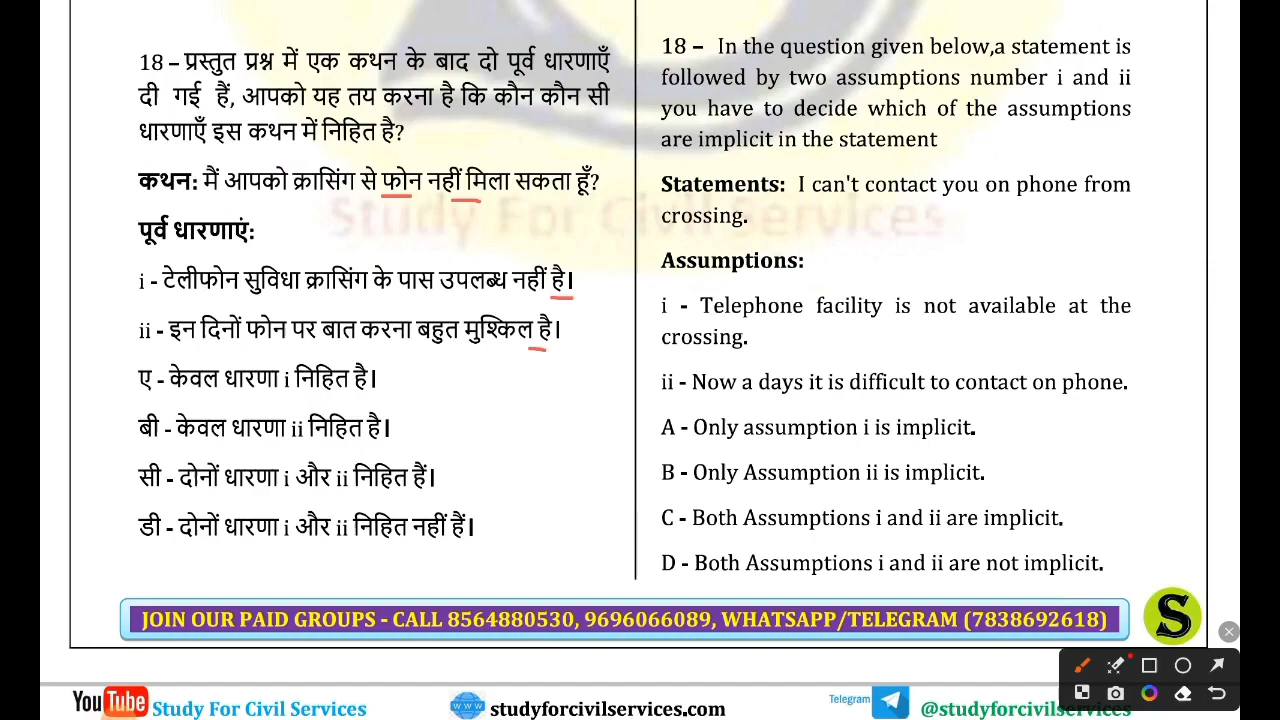 18 – प्रस्तुत प्रश्न में एक कथन के बाद दो पूर्व धारणाएँ
दी गई हैं, आपको यह तय करना है कि कौन कौन सी
धारणाएँ इस कथन में निहित है?
कथन: मैं आपको क्रासिंग से फोन नहीं मिला सकता हूँ?
पूर्व धारणाएं:
i - टेलीफोन सुविधा क्रासिंग के पास उपलब्ध नहीं है।
ii - इन दिनों फोन पर बात करना बहुत मुश्किल है।
ए - केवल धारणा i निहित है।
बी - केवल धारणा ii निहित है।
सी - दोनों धारणा i और ii निहित हैं।
डी - दोनों धारणा i और ii निहित नहीं हैं।
18 – In the question given below,a statement is
followed by two assumptions number i and ii
you have to decide which of the assumptions
are implicit in the statement
Statements: I can't contact you on phone from
crossing.
Assumptions:
i - Telephone facility is not available at the
crossing.
ii - Now a days it is difficult to contact on phone.
A - Only assumption i is implicit.
B - Only Assumption ii is implicit.
C - Both Assumptions i and ii are implicit.
D - Both Assumptions i and ii are not implicit.
Study For Civil Services
JOIN OUR PAID GROUPS - CALL 8564880530, 9696066089, WHATSAPP/TELEGRAM (7838692618)
S
YouTube Study For Civil Services
www studyforcivilservices.com
Telegram @studyforcivilservices